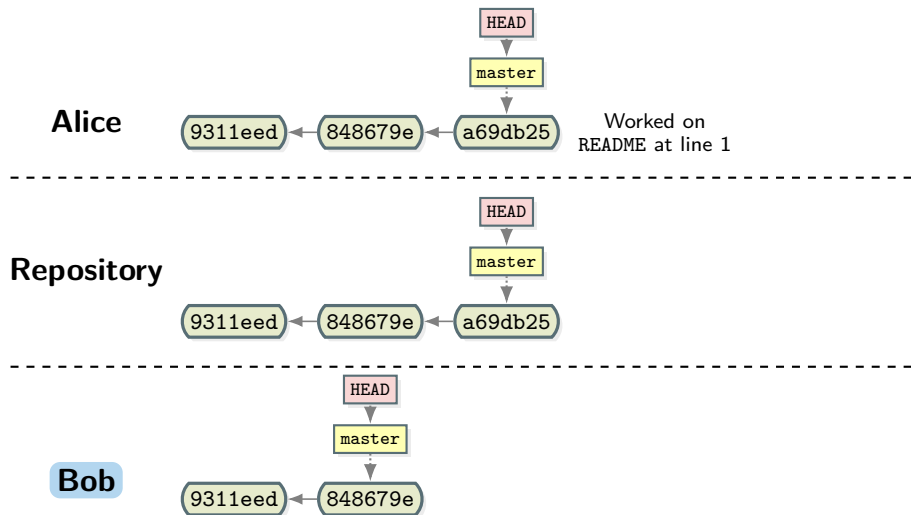 HEAD
master
Alice
9311eed 848679e a69db25
Worked on
README at line 1
HEAD
master
Repository
9311eed 848679e a69db25
HEAD
master
Bob
9311eed 848679e